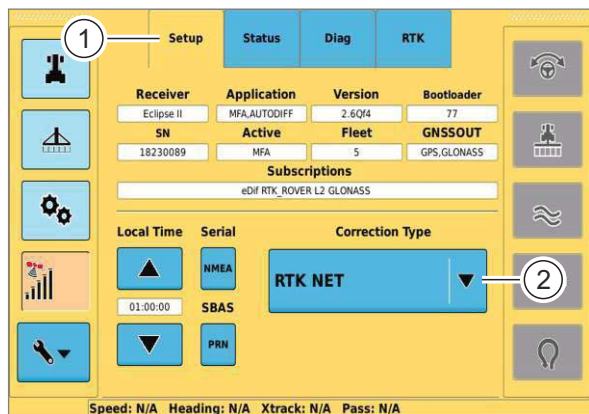 1
Setup Status Diag RTK
Receiver Application Version Bootloader
Eclipse II MFA,AUTODIFF 2.6Qf4 77
SN Active Fleet GNSSOUT
18230089 MFA 5 GPS,GLONASS
Subscriptions
eDif RTK_ROVER L2 GLONASS
Local Time Serial Correction Type
NMEA
RTK NET
2
01:00:00 SBAS
PRN
Speed: N/A Heading: N/A Xtrack: N/A Pass: N/A